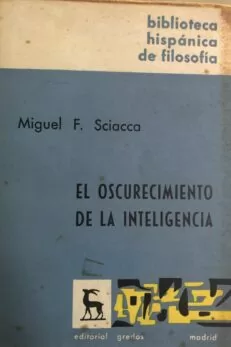 biblioteca
hispánica
de filosofía
Miguel F. Sciacca
EL OSCURECIMIENTO
DE LA INTELIGENCIA
editorial gredos madrid